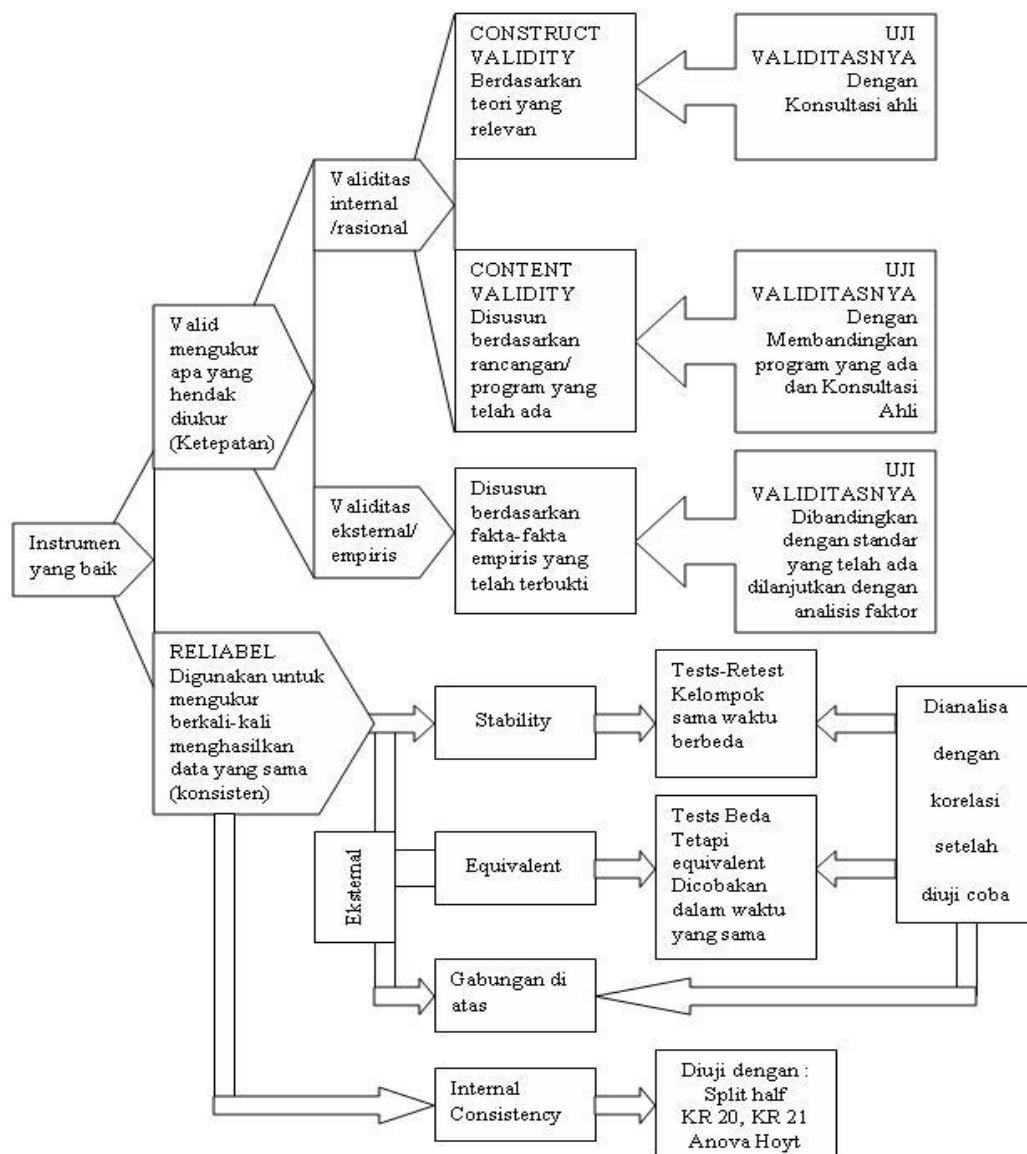 CONSTRUCT
VALIDITY
Berdasarkan
teori yang
relevan
UJI
VALIDITASNYA
Dengan
Konsultasi ahli
Validitas
internal
/rasional
CONTENT
VALIDITY
Disusun
berdasarkan
rancangan/
program yang
telah ada
UJI
VALIDITASNYA
Dengan
Membandingkan
program yang ada
dan Konsultasi
Ahli
Valid
mengukur
apa yang
hendak
diukur
(Ketepatan)
Validitas
eksternal/
empiris
Disusun
berdasarkan
fakta-fakta
empiris yang
telah terbukti
UJI
VALIDITASNYA
Dibandingkan
dengan standar
yang telah ada
dilanjutkan dengan
analisis faktor
Instrumen
yang baik
RELIABEL
Digunakan untuk
mengukur
berkali-kali
menghasilkan
data yang sama
(konsisten)
Stability
Tests-Retest
Kelompok
sama waktu
berbeda
Dianalisa
dengan
korelasi
setelah
diuji coba
Eksternal
Equivalent
Tests Beda
Tetapi
equivalent
Dicobakan
dalam waktu
yang sama
Gabungan di
atas
Internal
Consistency
Diuji dengan :
Split half
KR 20, KR 21
Anova Hoyt